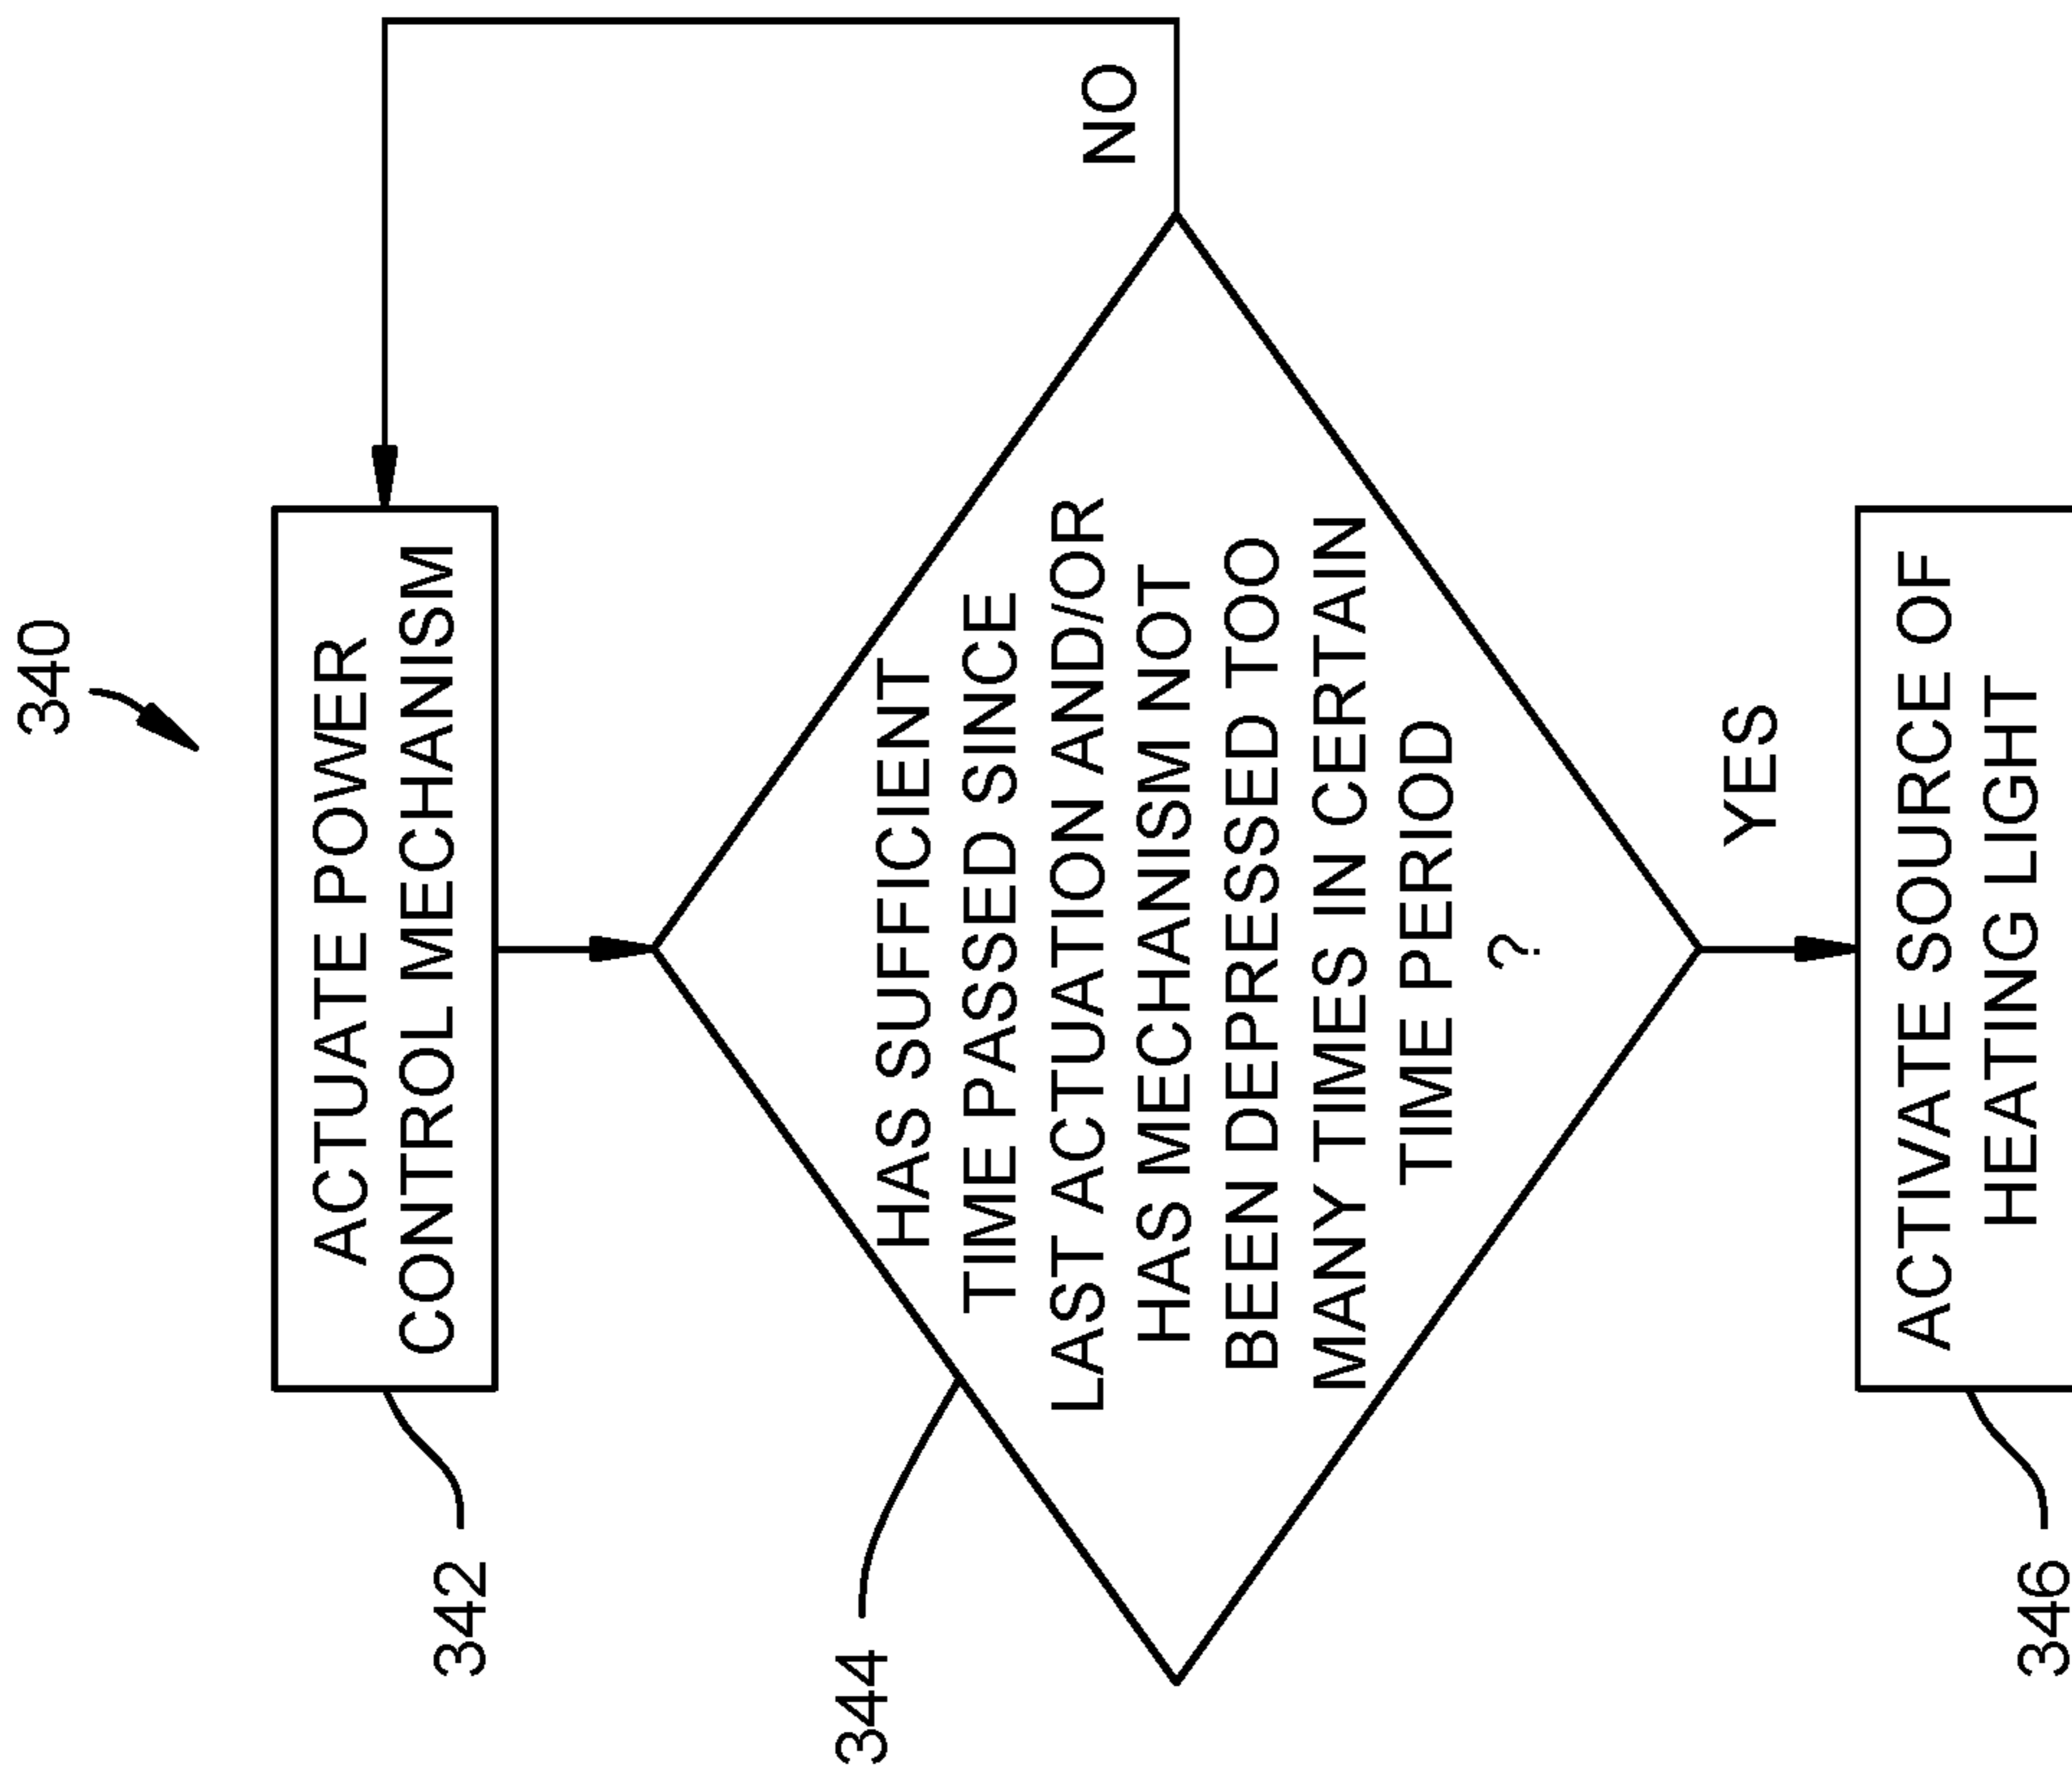 340
342
ACTUATE POWER
CONTROL MECHANISM
344
HAS SUFFICIENT
TIME PASSED SINCE
LAST ACTUATION AND/OR
HAS MECHANISM NOT
BEEN DEPRESSED TOO
MANY TIMES IN CERTAIN
TIME PERIOD
?
NO
YES
346
ACTIVATE SOURCE OF
HEATING LIGHT